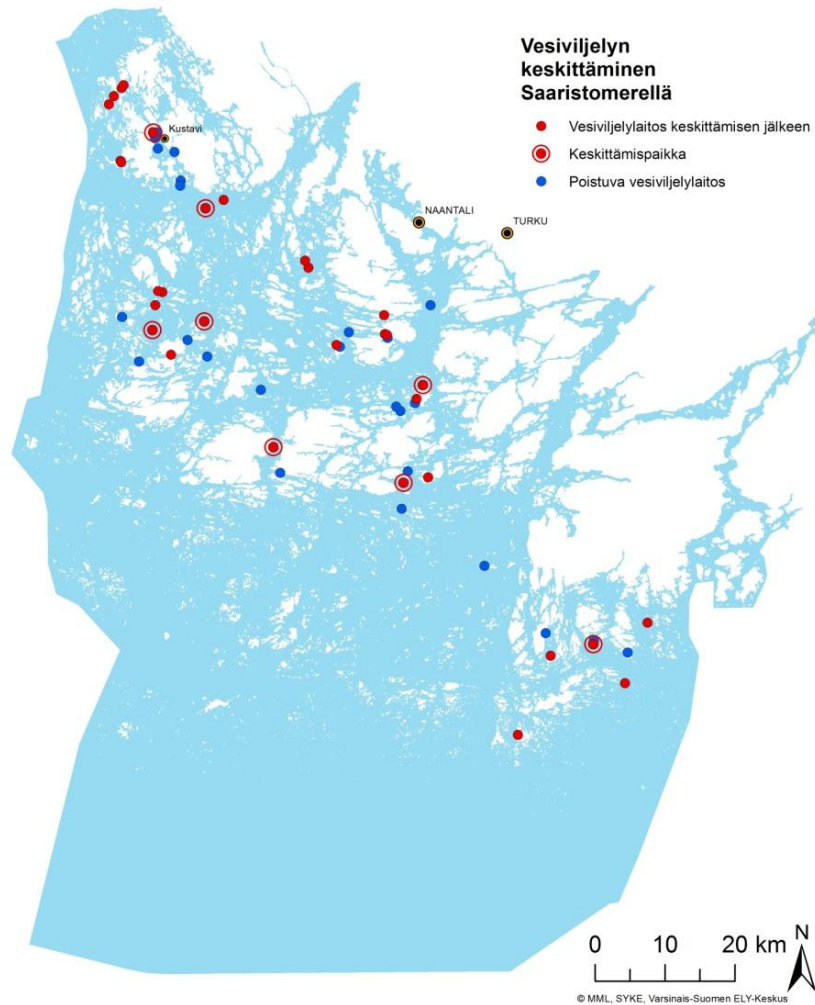 Vesiviljelyn
keskittäminen
Saaristomerellä
Vesiviljelylaitos keskittämisen jälkeen
Keskittämispaikka
Poistuva vesiviljelylaitos
Kustavi
NAANTALI
TURKU
0 10 20 km
N
© MML, SYKE, Varsinais-Suomen ELY-Keskus